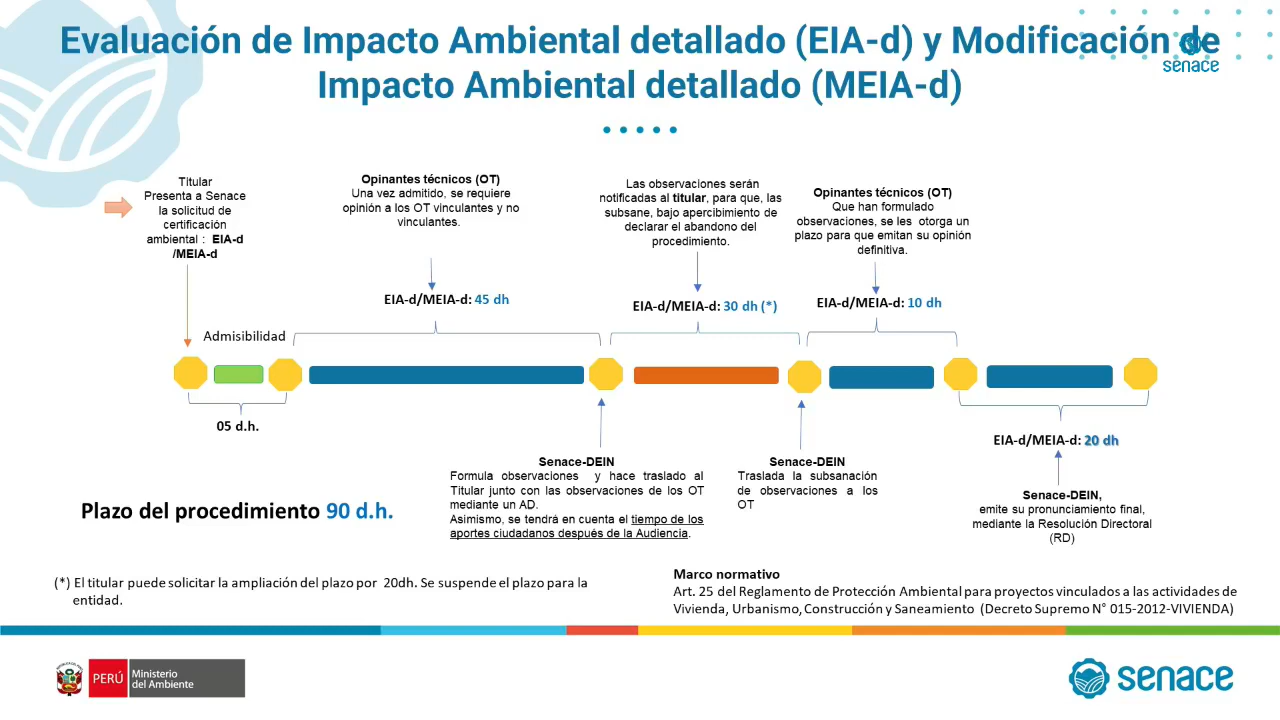 Evaluación de Impacto Ambiental detallado (EIA-d) y Modificación de
Impacto Ambiental detallado (MEIA-d)
senace
Titular
Presenta a Senace
la solicitud de
certificación
ambiental : EIA-d
/MEIA-d
Opinantes técnicos (OT)
Una vez admitido, se requiere
opinión a los OT vinculantes y no
vinculantes.
Las observaciones serán
notificadas al titular, para que, las
subsane, bajo apercibimiento de
declarar el abandono del
procedimiento.
Opinantes técnicos (OT)
Que han formulado
observaciones, se les otorga un
plazo para que emitan su opinión
definitiva.
EIA-d/MEIA-d: 45 dh
EIA-d/MEIA-d: 30 dh (*)
EIA-d/MEIA-d: 10 dh
Admisibilidad
05 d.h.
EIA-d/MEIA-d: 20 dh
Senace-DEIN
Formula observaciones y hace traslado al
Titular junto con las observaciones de los OT
mediante un AD.
Asimismo, se tendrá en cuenta el tiempo de los
aportes ciudadanos después de la Audiencia.
Senace-DEIN
Traslada la subsanación
de observaciones a los
OT
Senace-DEIN,
emite su pronunciamiento final,
mediante la Resolución Directoral
(RD)
Plazo del procedimiento 90 d.h.
(*) El titular puede solicitar la ampliación del plazo por 20dh. Se suspende el plazo para la
entidad.
Marco normativo
Art. 25 del Reglamento de Protección Ambiental para proyectos vinculados a las actividades de
Vivienda, Urbanismo, Construcción y Saneamiento (Decreto Supremo N° 015-2012-VIVIENDA)
PERÚ
Ministerio
del Ambiente
senace